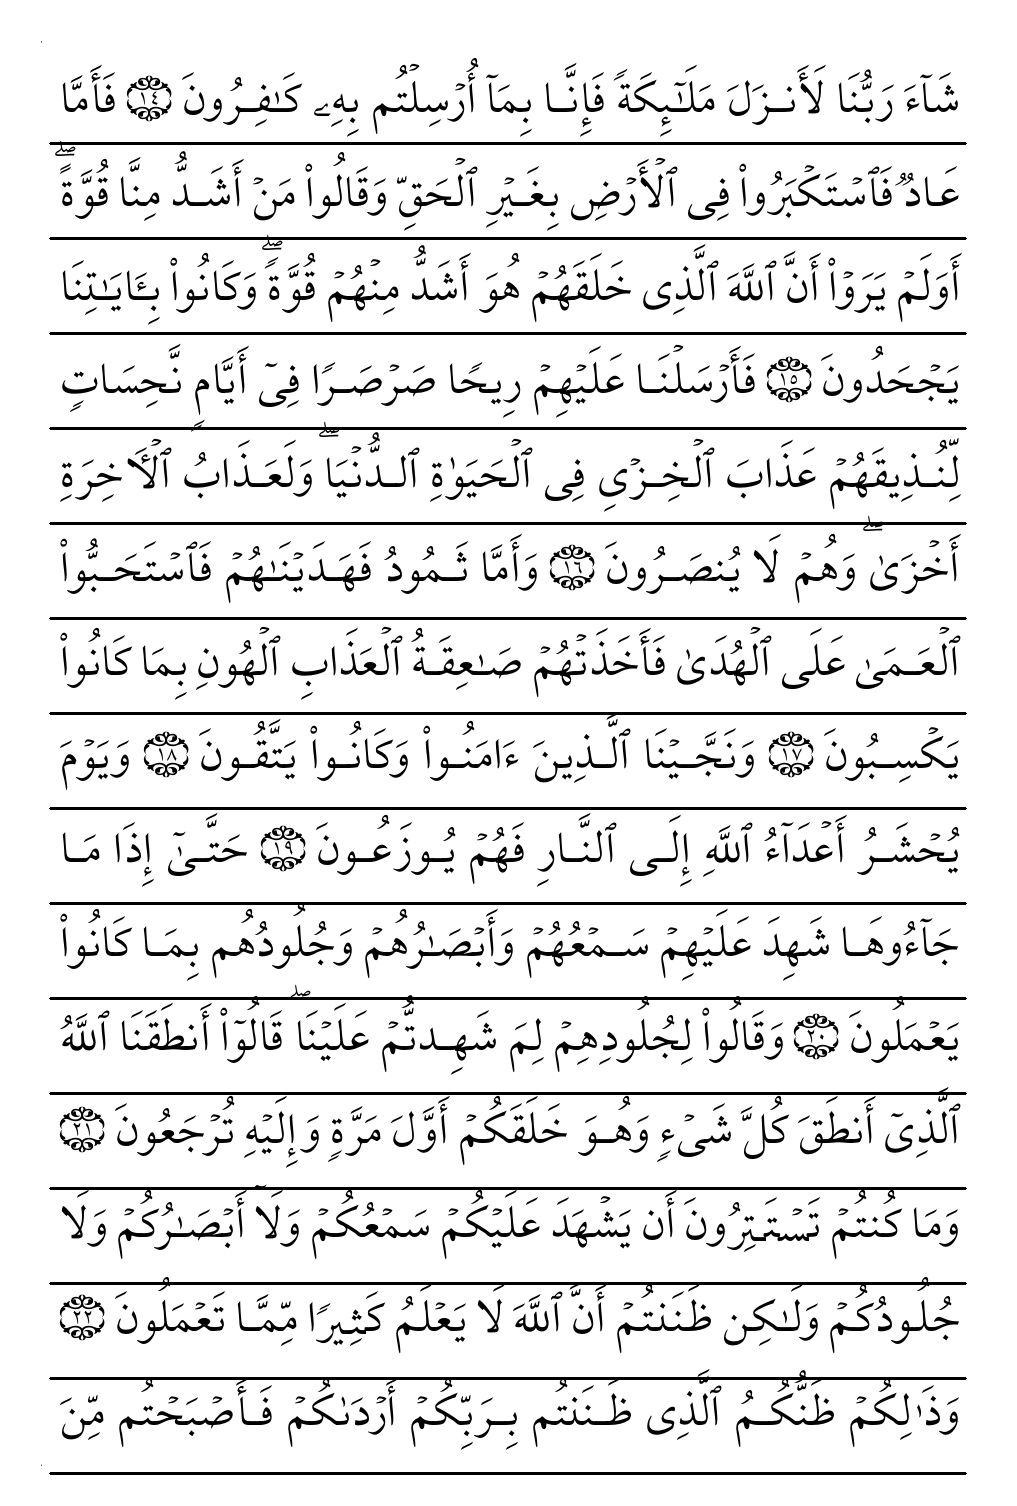 شَآءَ رَبُّنَا لَأَنزَلَ مَلَٰٓئِكَةً فَإِنَّا بِمَآ أُرْسِلْتُم بِهِۦ كَٰفِرُونَ ١٤ فَأَمَّا
عَادٌ فَٱسْتَكْبَرُوا۟ فِى ٱلْأَرْضِ بِغَيْرِ ٱلْحَقِّ وَقَالُوا۟ مَنْ أَشَدُّ مِنَّا قُوَّةً ۖ
أَوَلَمْ يَرَوْا۟ أَنَّ ٱللَّهَ ٱلَّذِى خَلَقَهُمْ هُوَ أَشَدُّ مِنْهُمْ قُوَّةً ۖ وَكَانُوا۟ بِـَٔايَٰتِنَا
يَجْحَدُونَ ١٥ فَأَرْسَلْنَا عَلَيْهِمْ رِيحًا صَرْصَرًا فِىٓ أَيَّامٍ نَّحِسَاتٍ
لِّنُذِيقَهُمْ عَذَابَ ٱلْخِزْىِ فِى ٱلْحَيَوٰةِ ٱلدُّنْيَا ۖ وَلَعَذَابُ ٱلْـَٔاخِرَةِ
أَخْزَىٰ ۖ وَهُمْ لَا يُنصَرُونَ ١٦ وَأَمَّا ثَمُودُ فَهَدَيْنَٰهُمْ فَٱسْتَحَبُّوا۟
ٱلْعَمَىٰ عَلَى ٱلْهُدَىٰ فَأَخَذَتْهُمْ صَٰعِقَةُ ٱلْعَذَابِ ٱلْهُونِ بِمَا كَانُوا۟
يَكْسِبُونَ ١٧ وَنَجَّيْنَا ٱلَّذِينَ ءَامَنُوا۟ وَكَانُوا۟ يَتَّقُونَ ١٨ وَيَوْمَ
يُحْشَرُ أَعْدَآءُ ٱللَّهِ إِلَى ٱلنَّارِ فَهُمْ يُوزَعُونَ ١٩ حَتَّىٰٓ إِذَا مَا
جَآءُوهَا شَهِدَ عَلَيْهِمْ سَمْعُهُمْ وَأَبْصَٰرُهُمْ وَجُلُودُهُم بِمَا كَانُوا۟
يَعْمَلُونَ ٢٠ وَقَالُوا۟ لِجُلُودِهِمْ لِمَ شَهِدتُّمْ عَلَيْنَا ۖ قَالُوٓا۟ أَنطَقَنَا ٱللَّهُ
ٱلَّذِىٓ أَنطَقَ كُلَّ شَىْءٍ وَهُوَ خَلَقَكُمْ أَوَّلَ مَرَّةٍ وَإِلَيْهِ تُرْجَعُونَ ٢١
وَمَا كُنتُمْ تَسْتَتِرُونَ أَن يَشْهَدَ عَلَيْكُمْ سَمْعُكُمْ وَلَآ أَبْصَٰرُكُمْ وَلَا
جُلُودُكُمْ وَلَٰكِن ظَنَنتُمْ أَنَّ ٱللَّهَ لَا يَعْلَمُ كَثِيرًا مِّمَّا تَعْمَلُونَ ٢٢
وَذَٰلِكُمْ ظَنُّكُمُ ٱلَّذِى ظَنَنتُم بِرَبِّكُمْ أَرْدَىٰكُمْ فَأَصْبَحْتُم مِّنَ